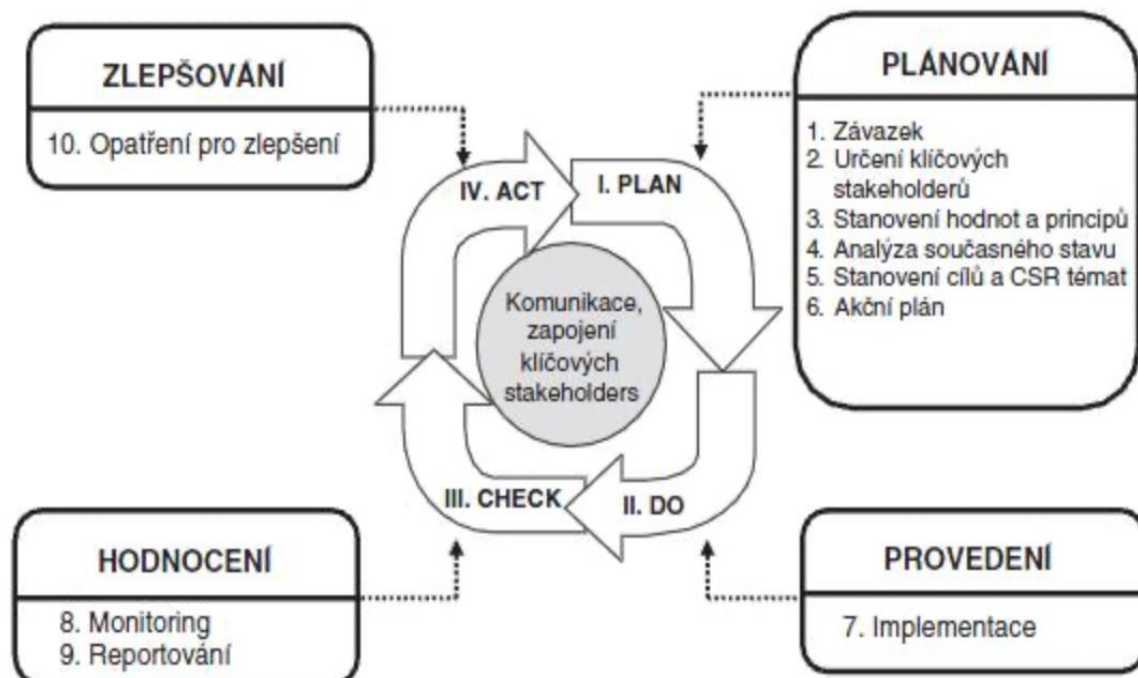 ZLEPŠOVÁNÍ
10. Opatření pro zlepšení
PLÁNOVÁNÍ
1. Závazek
2. Určení klíčových
stakeholderů
3. Stanovení hodnot a principů
4. Analýza současného stavu
5. Stanovení cílů a CSR témat
6. Akční plán
IV. ACT
I. PLAN
Komunikace,
zapojení
klíčových
stakeholders
III. CHECK
II. DO
HODNOCENÍ
8. Monitoring
9. Reportování
PROVEDENÍ
7. Implementace